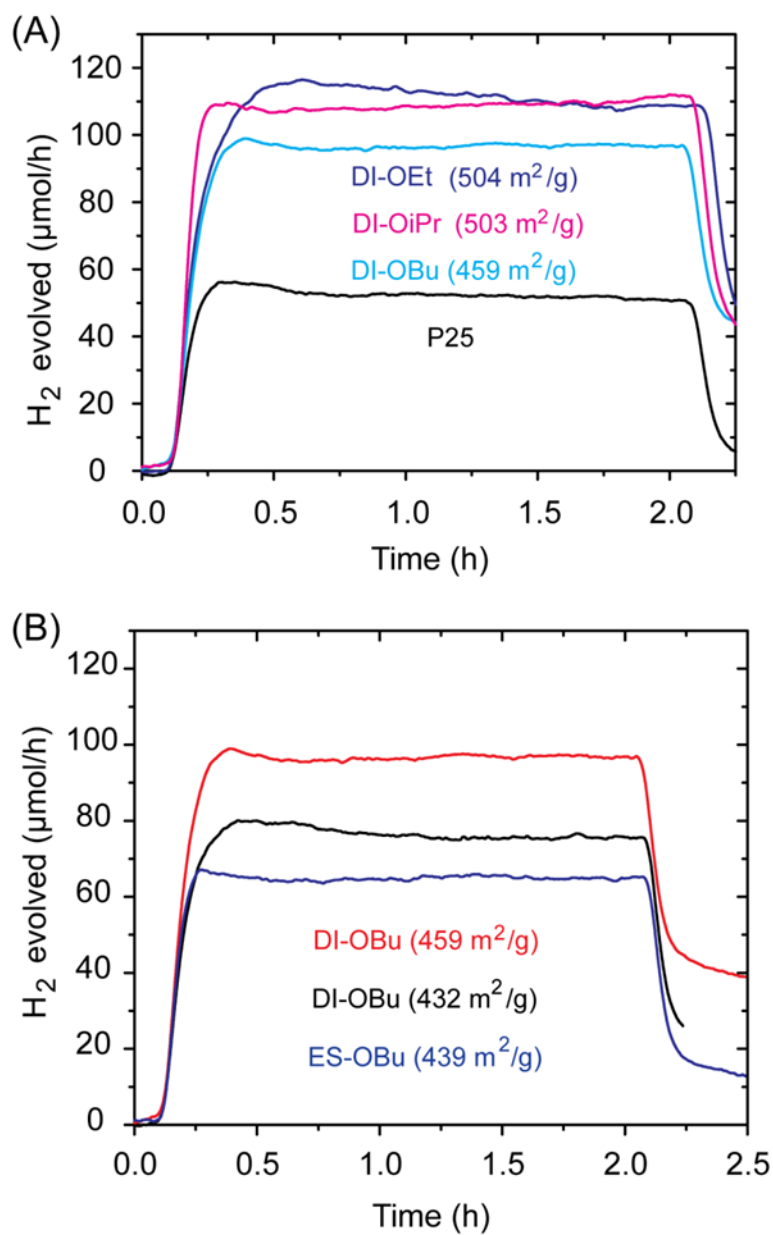 (A)
120
100
80
60
40
20
0
H₂ evolved (µmol/h)
DI-OEt (504 m²/g)
DI-OiPr (503 m²/g)
DI-OBu (459 m²/g)
P25
0.0 0.5 1.0 1.5 2.0
Time (h)
(B)
120
100
80
60
40
20
0
H₂ evolved (µmol/h)
DI-OBu (459 m²/g)
DI-OBu (432 m²/g)
ES-OBu (439 m²/g)
0.0 0.5 1.0 1.5 2.0 2.5
Time (h)